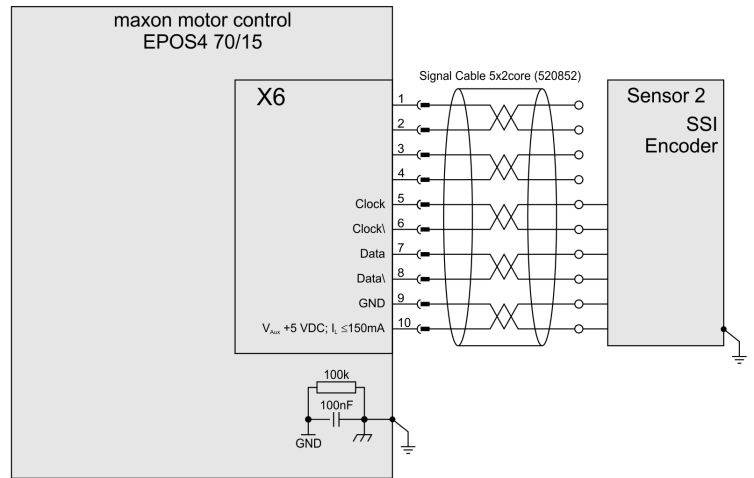 maxon motor control
EPOS4 70/15
Signal Cable 5x2core (520852)
X6
Sensor 2
SSI
Encoder
1
2
3
4
Clock 5
Clock\ 6
Data 7
Data\ 8
GND 9
V_Aux +5 VDC; I_L ≤150mA 10
100k
100nF
GND